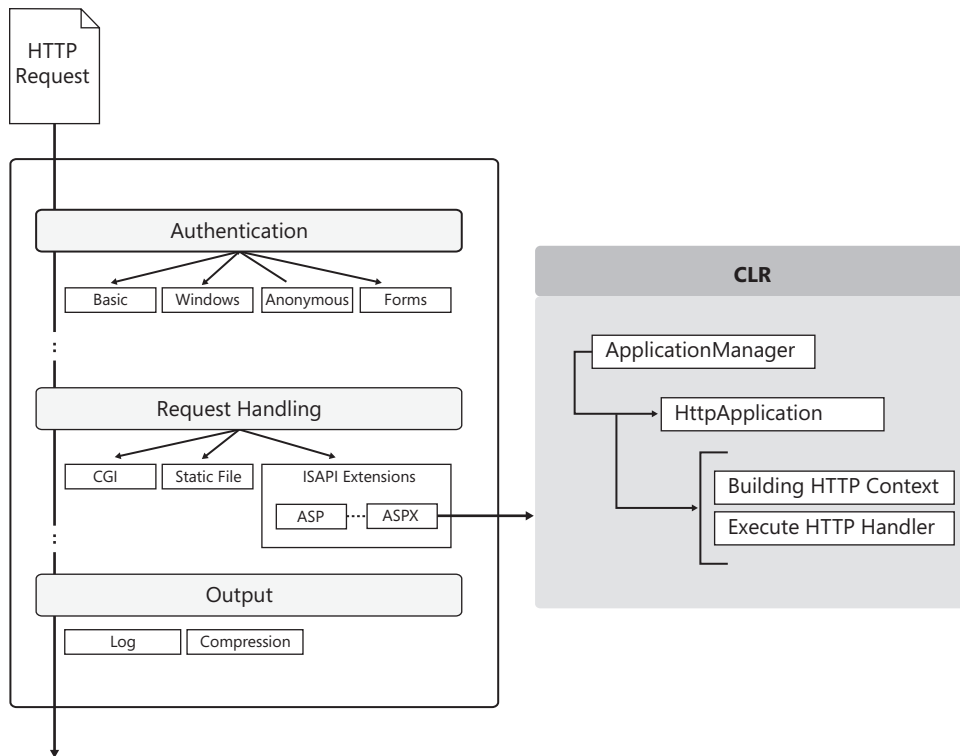 HTTP
Request
Authentication
Basic
Windows
Anonymous
Forms
Request Handling
CGI
Static File
ISAPI Extensions
ASP
ASPX
Output
Log
Compression
CLR
ApplicationManager
HttpApplication
Building HTTP Context
Execute HTTP Handler